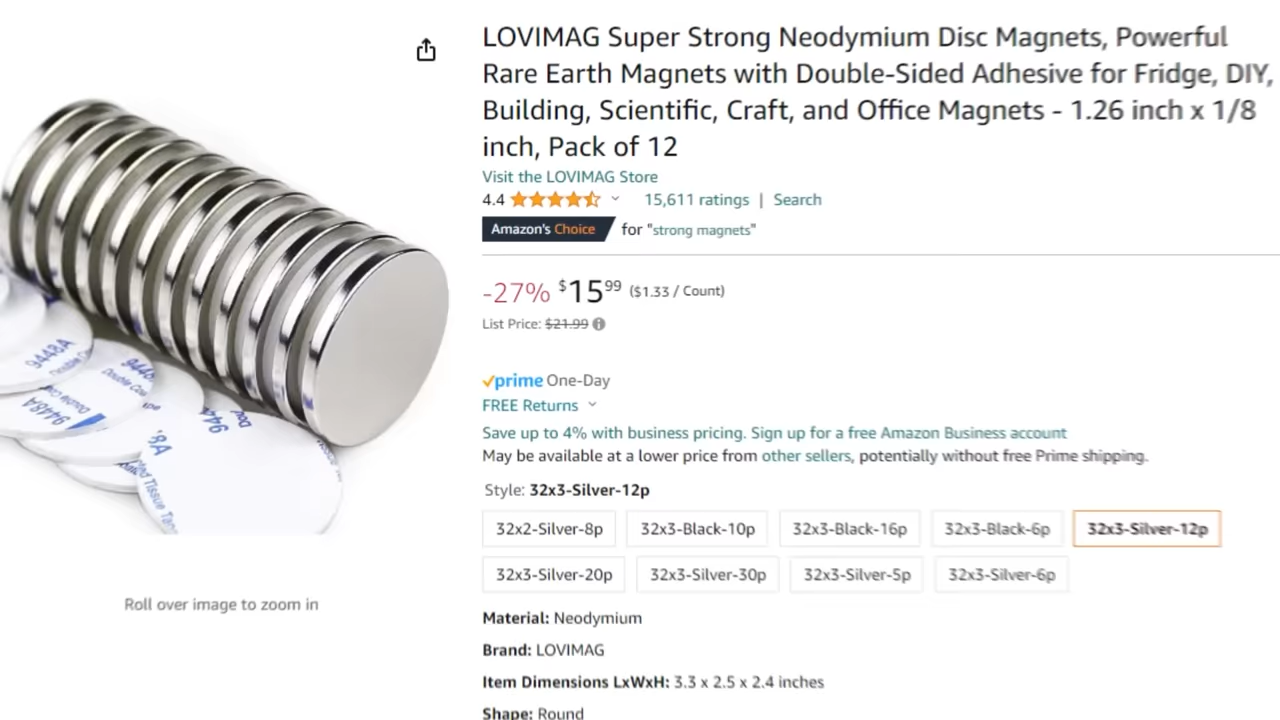 LOVIMAG Super Strong Neodymium Disc Magnets, Powerful
Rare Earth Magnets with Double-Sided Adhesive for Fridge, DIY,
Building, Scientific, Craft, and Office Magnets - 1.26 inch x 1/8
inch, Pack of 12
Visit the LOVIMAG Store
4.4 15,611 ratings | Search
Amazon's Choice for "strong magnets"
-27% $15 99 ($1.33 / Count)
List Price: $21.99
prime One-Day
FREE Returns
Save up to 4% with business pricing. Sign up for a free Amazon Business account
May be available at a lower price from other sellers, potentially without free Prime shipping.
Style: 32x3-Silver-12p
32x2-Silver-8p 32x3-Black-10p 32x3-Black-16p 32x3-Black-6p 32x3-Silver-12p
32x3-Silver-20p 32x3-Silver-30p 32x3-Silver-5p 32x3-Silver-6p
Material: Neodymium
Brand: LOVIMAG
Item Dimensions LxWxH: 3.3 x 2.5 x 2.4 inches
Shape: Round
9448A
9448A
Roll over image to zoom in